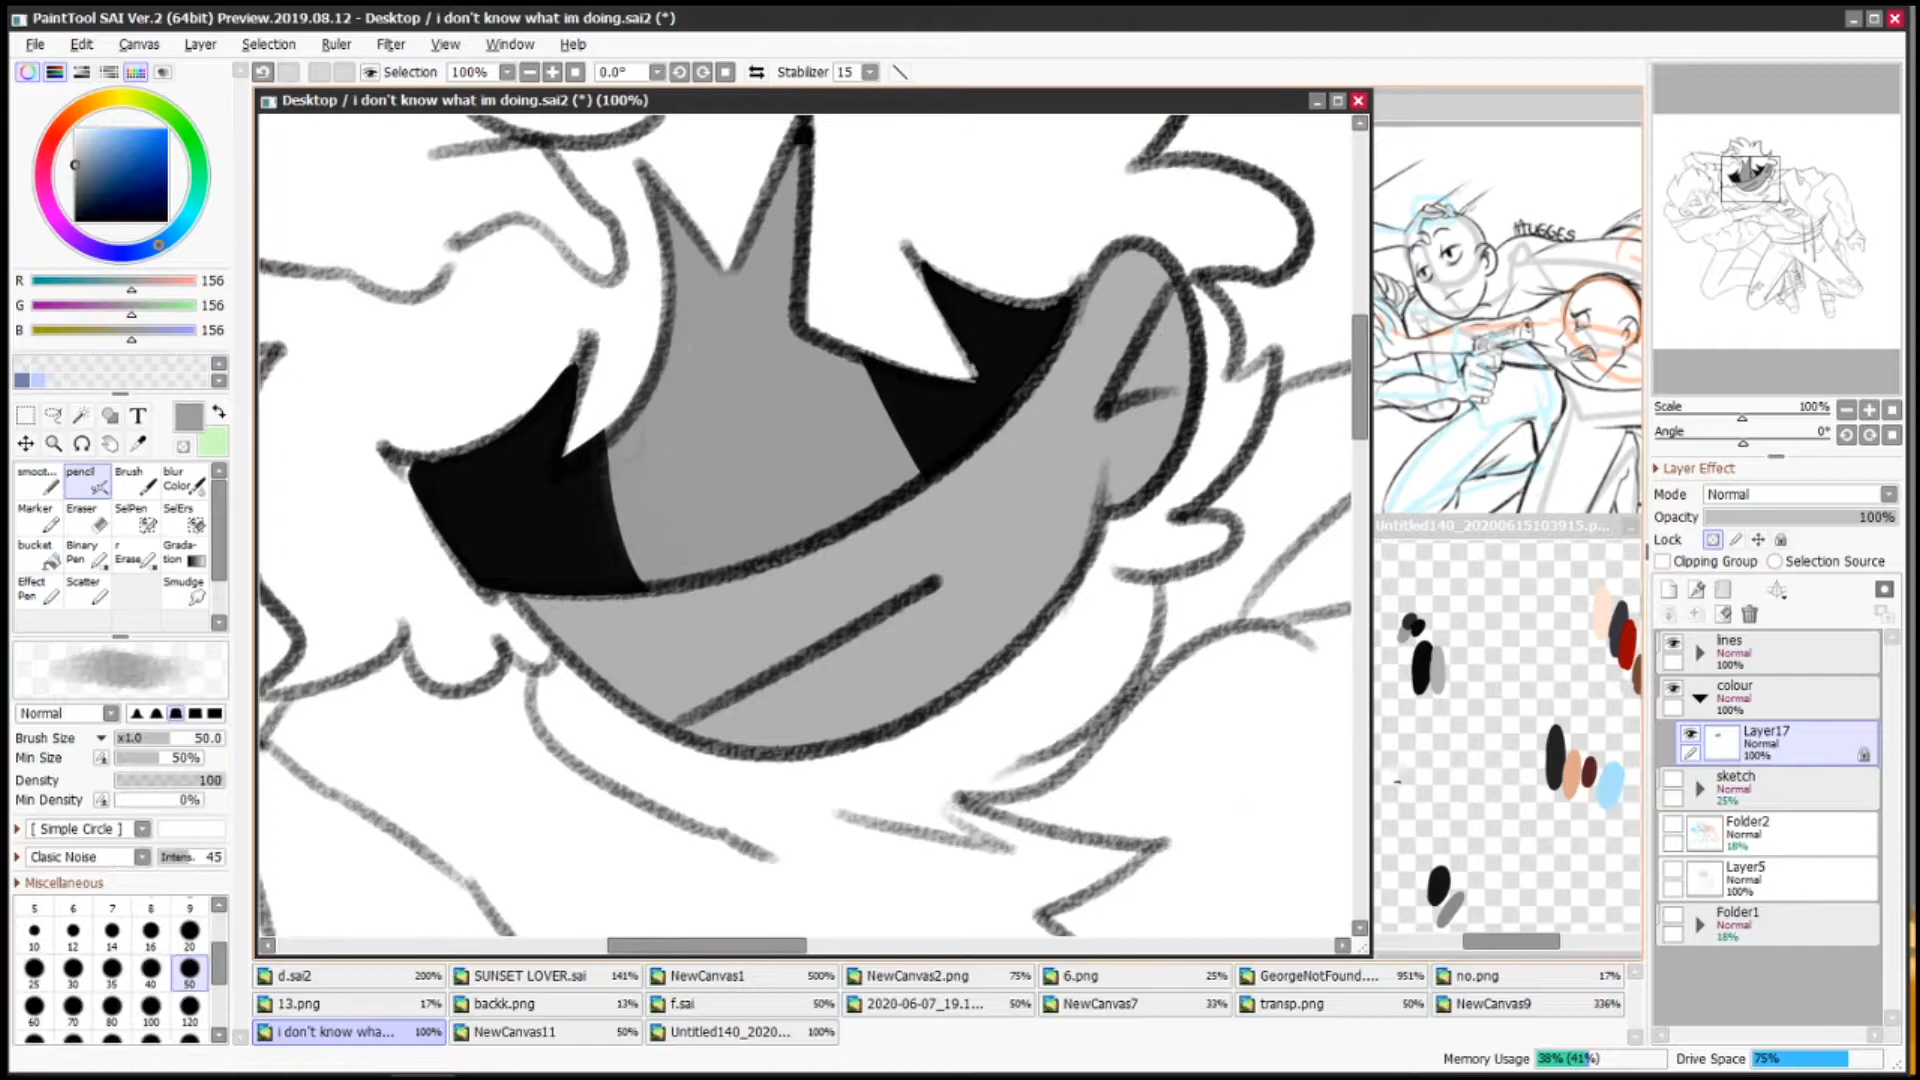 PaintTool SAI Ver.2 (64bit) Preview.2019.08.12 - Desktop / i don't know what im doing.sai2 (*)
File Edit Canvas Layer Selection Ruler Filter View Window Help
Selection 100% 0.0° Stabilizer 15
Desktop / i don't know what im doing.sai2 (*) (100%)
R 156
G 156
B 156
T
smoot... pencil Brush blur Color
Marker Eraser SelPen SelErs
bucket Binary Pen r Erase Gradation
Effect Pen Scatter Smudge
Normal
Brush Size x1.0 50.0
Min Size 50%
Density 100
Min Density 0%
[ Simple Circle ]
Clasic Noise Intens. 45
Miscellaneous
5 6 7 8 9
10 12 14 16 20
25 30 35 40 50
60 70 80 100 120
HUGGES
Untitled140_20200615103915.p...
Scale 100%
Angle 0°
Layer Effect
Mode Normal
Opacity 100%
Lock
Clipping Group Selection Source
lines
Normal
100%
colour
Normal
100%
Layer17
Normal
100%
sketch
Normal
25%
Folder2
Normal
18%
Layer5
Normal
100%
Folder1
Normal
18%
d.sai2 200% SUNSET LOVER.sai 141% NewCanvas1 500% NewCanvas2.png 75% 6.png 25% GeorgeNotFound.... 951% no.png 17%
13.png 17% backk.png 13% f.sai 50% 2020-06-07_19.1... 50% NewCanvas7 33% transp.png 50% NewCanvas9 336%
i don't know wha... 100% NewCanvas11 50% Untitled140_2020... 100%
Memory Usage 38% (41%) Drive Space 75%